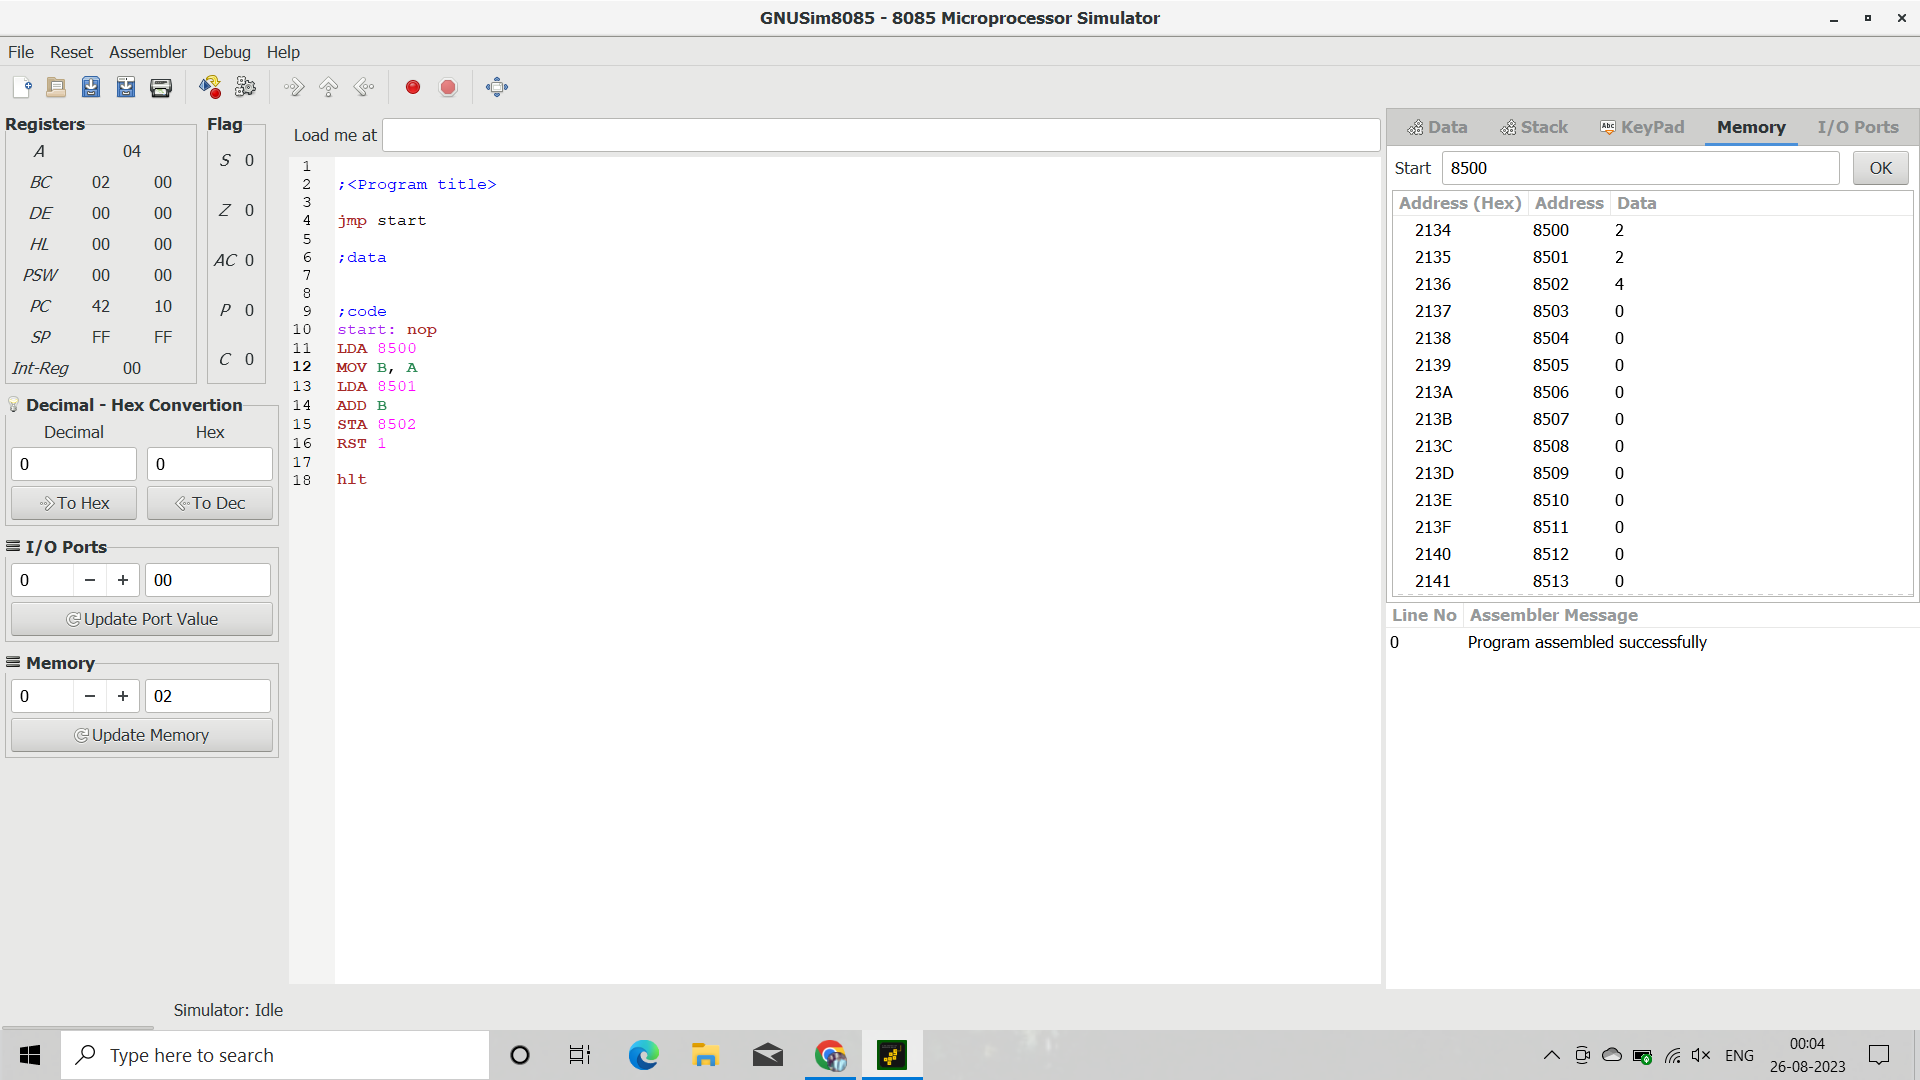 GNUSim8085 - 8085 Microprocessor Simulator
File Reset Assembler Debug Help
Registers
A 04
BC 02 00
DE 00 00
HL 00 00
PSW 00 00
PC 42 10
SP FF FF
Int-Reg 00
Flag
S 0
Z 0
AC 0
P 0
C 0
Decimal - Hex Convertion
Decimal Hex
0 0
To Hex To Dec
I/O Ports
0 − + 00
Update Port Value
Memory
0 − + 02
Update Memory
Load me at
1
2 ;<Program title>
3
4 jmp start
5
6 ;data
7
8
9 ;code
10 start: nop
11 LDA 8500
12 MOV B, A
13 LDA 8501
14 ADD B
15 STA 8502
16 RST 1
17
18 hlt
Data Stack Abc KeyPad Memory I/O Ports
Start 8500 OK
Address (Hex) Address Data
2134 8500 2
2135 8501 2
2136 8502 4
2137 8503 0
2138 8504 0
2139 8505 0
213A 8506 0
213B 8507 0
213C 8508 0
213D 8509 0
213E 8510 0
213F 8511 0
2140 8512 0
2141 8513 0
Line No Assembler Message
0 Program assembled successfully
Simulator: Idle
Type here to search
ENG
00:04
26-08-2023